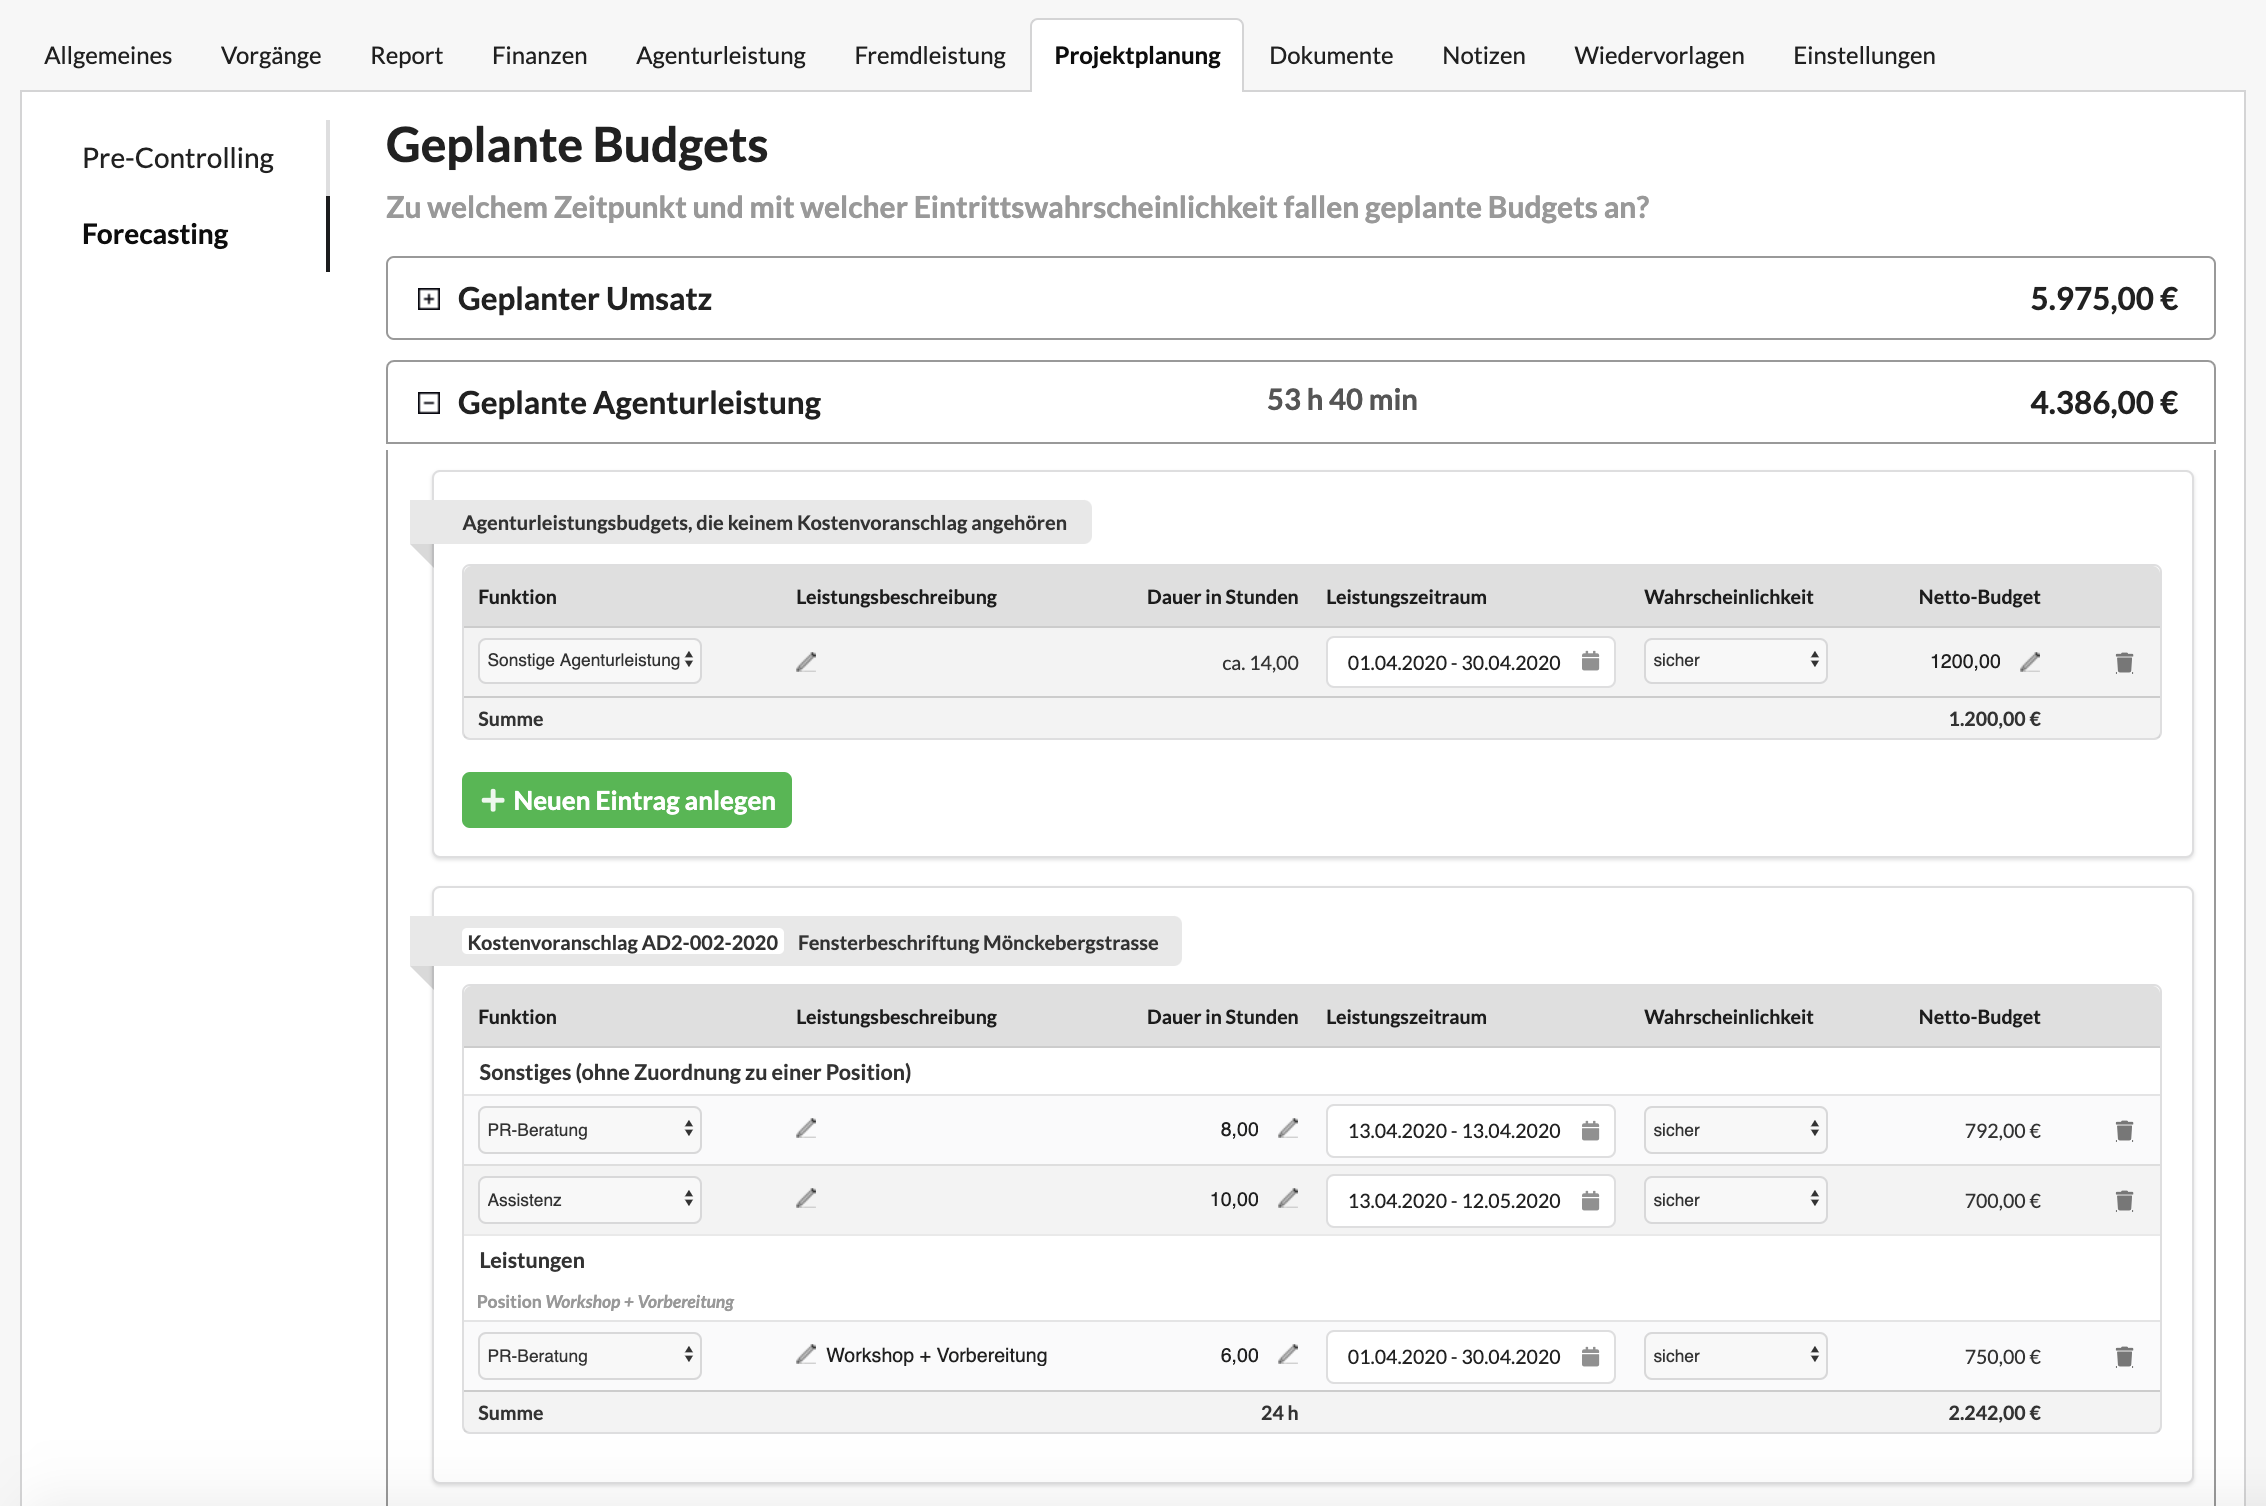 Allgemeines Vorgänge Report Finanzen Agenturleistung Fremdleistung Projektplanung Dokumente Notizen Wiedervorlagen Einstellungen
Pre-Controlling
Forecasting
Geplante Budgets
Zu welchem Zeitpunkt und mit welcher Eintrittswahrscheinlichkeit fallen geplante Budgets an?
Geplanter Umsatz 5.975,00 €
Geplante Agenturleistung 53 h 40 min 4.386,00 €
Agenturleistungsbudgets, die keinem Kostenvoranschlag angehören
Funktion Leistungsbeschreibung Dauer in Stunden Leistungszeitraum Wahrscheinlichkeit Netto-Budget
Sonstige Agenturleistung ca. 14,00 01.04.2020 - 30.04.2020 sicher 1200,00
Summe 1.200,00 €
Neuen Eintrag anlegen
Kostenvoranschlag AD2-002-2020 Fensterbeschriftung Mönckebergstrasse
Funktion Leistungsbeschreibung Dauer in Stunden Leistungszeitraum Wahrscheinlichkeit Netto-Budget
Sonstiges (ohne Zuordnung zu einer Position)
PR-Beratung 8,00 13.04.2020 - 13.04.2020 sicher 792,00 €
Assistenz 10,00 13.04.2020 - 12.05.2020 sicher 700,00 €
Leistungen
Position Workshop + Vorbereitung
PR-Beratung Workshop + Vorbereitung 6,00 01.04.2020 - 30.04.2020 sicher 750,00 €
Summe 24 h 2.242,00 €